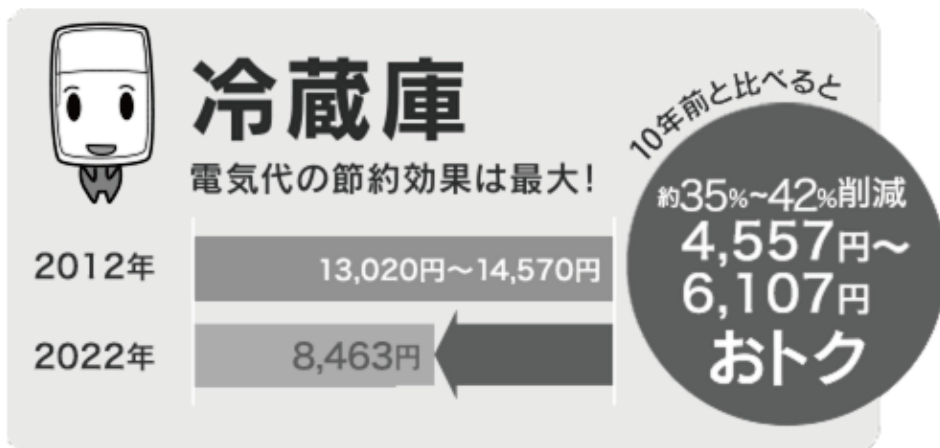 冷蔵庫
電気代の節約効果は最大!
2012年
13,020円～14,570円
2022年
8,463円
10年前と比べると
約35%~42%削減
4,557円～
6,107円
おトク